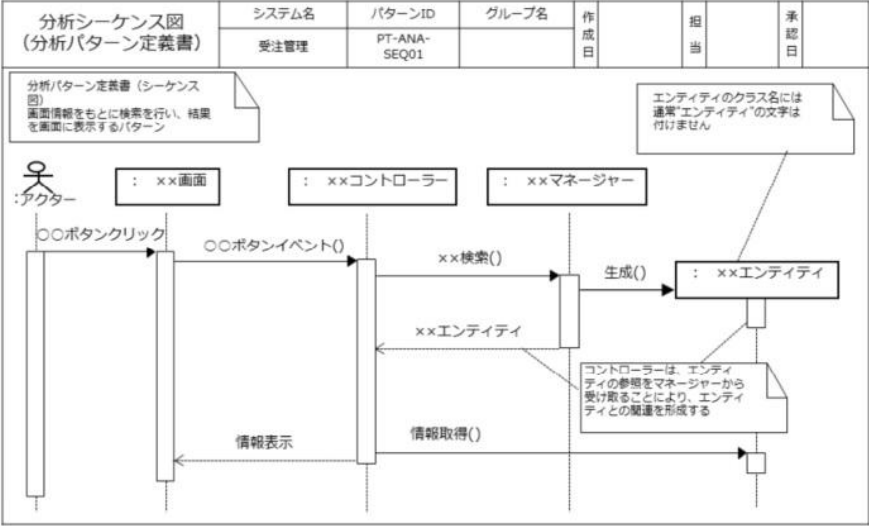 分析シーケンス図
(分析パターン定義書)
システム名
パターンID
グループ名
作成日
担当
承認日
受注管理
PT-ANA-
SEQ01
分析パターン定義書（シーケンス
図）
画面情報をもとに検索を行い、結果
を画面に表示するパターン
エンティティのクラス名には
通常"エンティティ"の文字は
付けません
:アクター
： ××画面
： ××コントローラー
： ××マネージャー
○○ボタンクリック
○○ボタンイベント()
××検索()
生成()
： ××エンティティ
××エンティティ
コントローラーは、エンティ
ティの参照をマネージャーから
受け取ることにより、エンティ
ティとの関連を形成する
情報表示
情報取得()